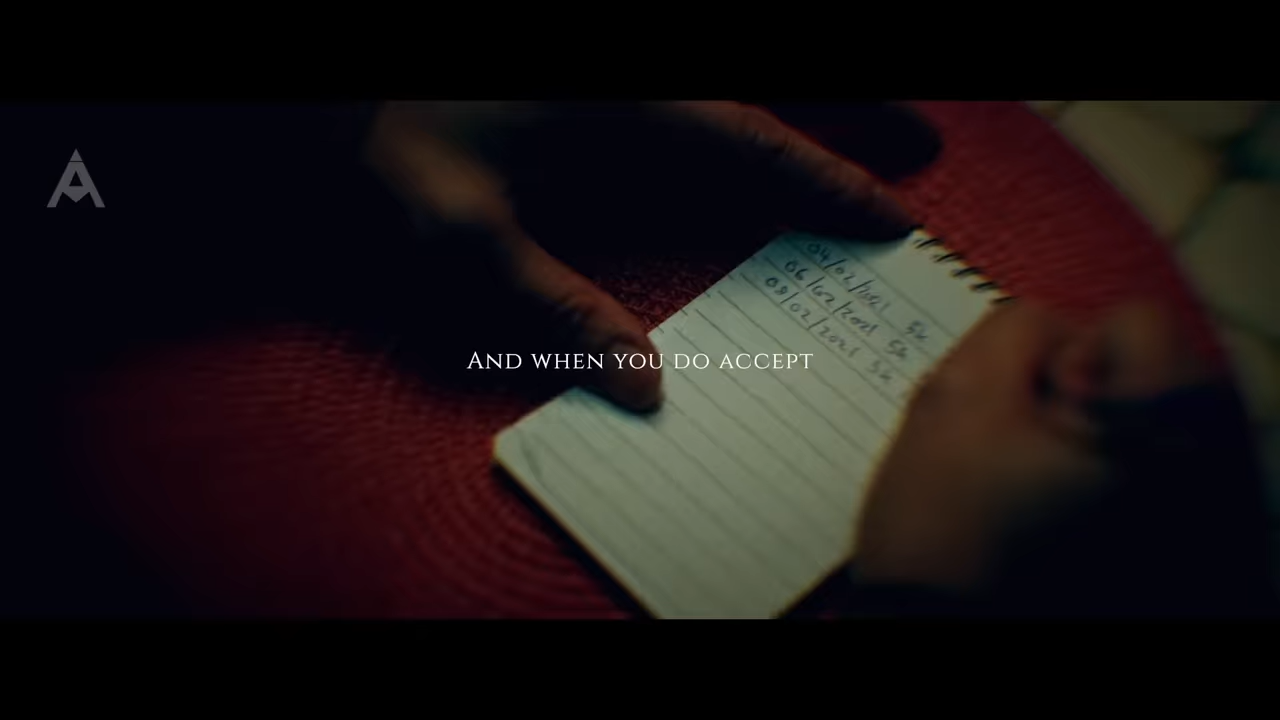 04/02/2021 5k
06/02/2021 5k
08/02/2021 5k
AND WHEN YOU DO ACCEPT